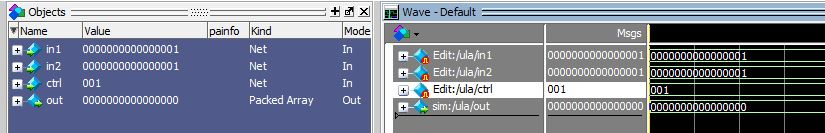 Objects
Name Value painfo Kind Mode
in1 0000000000000001 Net In
in2 0000000000000001 Net In
ctrl 001 Net In
out 0000000000000000 Packed Array Out
Wave - Default
Msgs
Edit:/ula/in1 0000000000000001 0000000000000001
Edit:/ula/in2 0000000000000001 0000000000000001
Edit:/ula/ctrl 001 001
sim:/ula/out 0000000000000000 0000000000000000